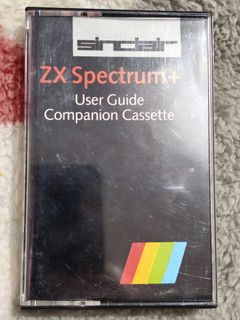 sinclair
ZX Spectrum+
User Guide
Companion Cassette